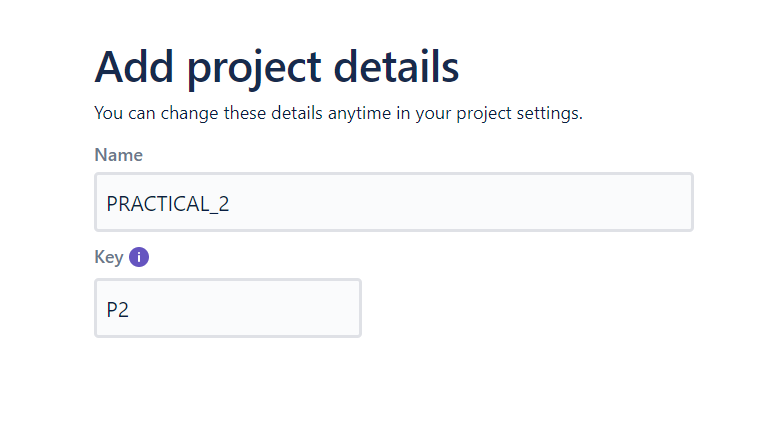 Add project details
You can change these details anytime in your project settings.
Name
PRACTICAL_2
Key i
P2